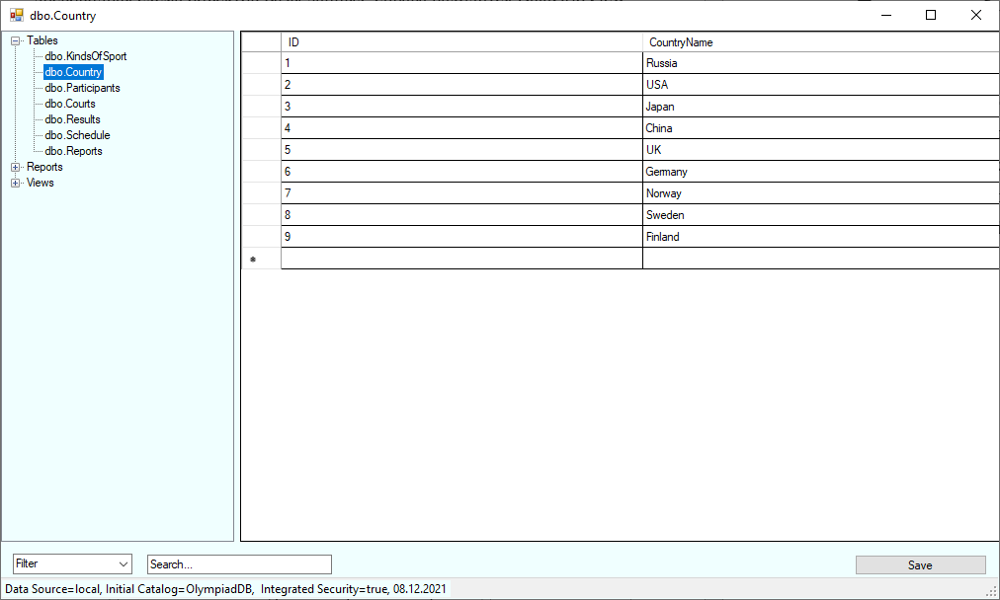 dbo.Country
Tables
dbo.KindsOfSport
dbo.Country
dbo.Participants
dbo.Courts
dbo.Results
dbo.Schedule
dbo.Reports
Reports
Views
ID CountryName
1 Russia
2 USA
3 Japan
4 China
5 UK
6 Germany
7 Norway
8 Sweden
9 Finland
Filter Search... Save
Data Source=local, Initial Catalog=OlympiadDB,  Integrated Security=true, 08.12.2021